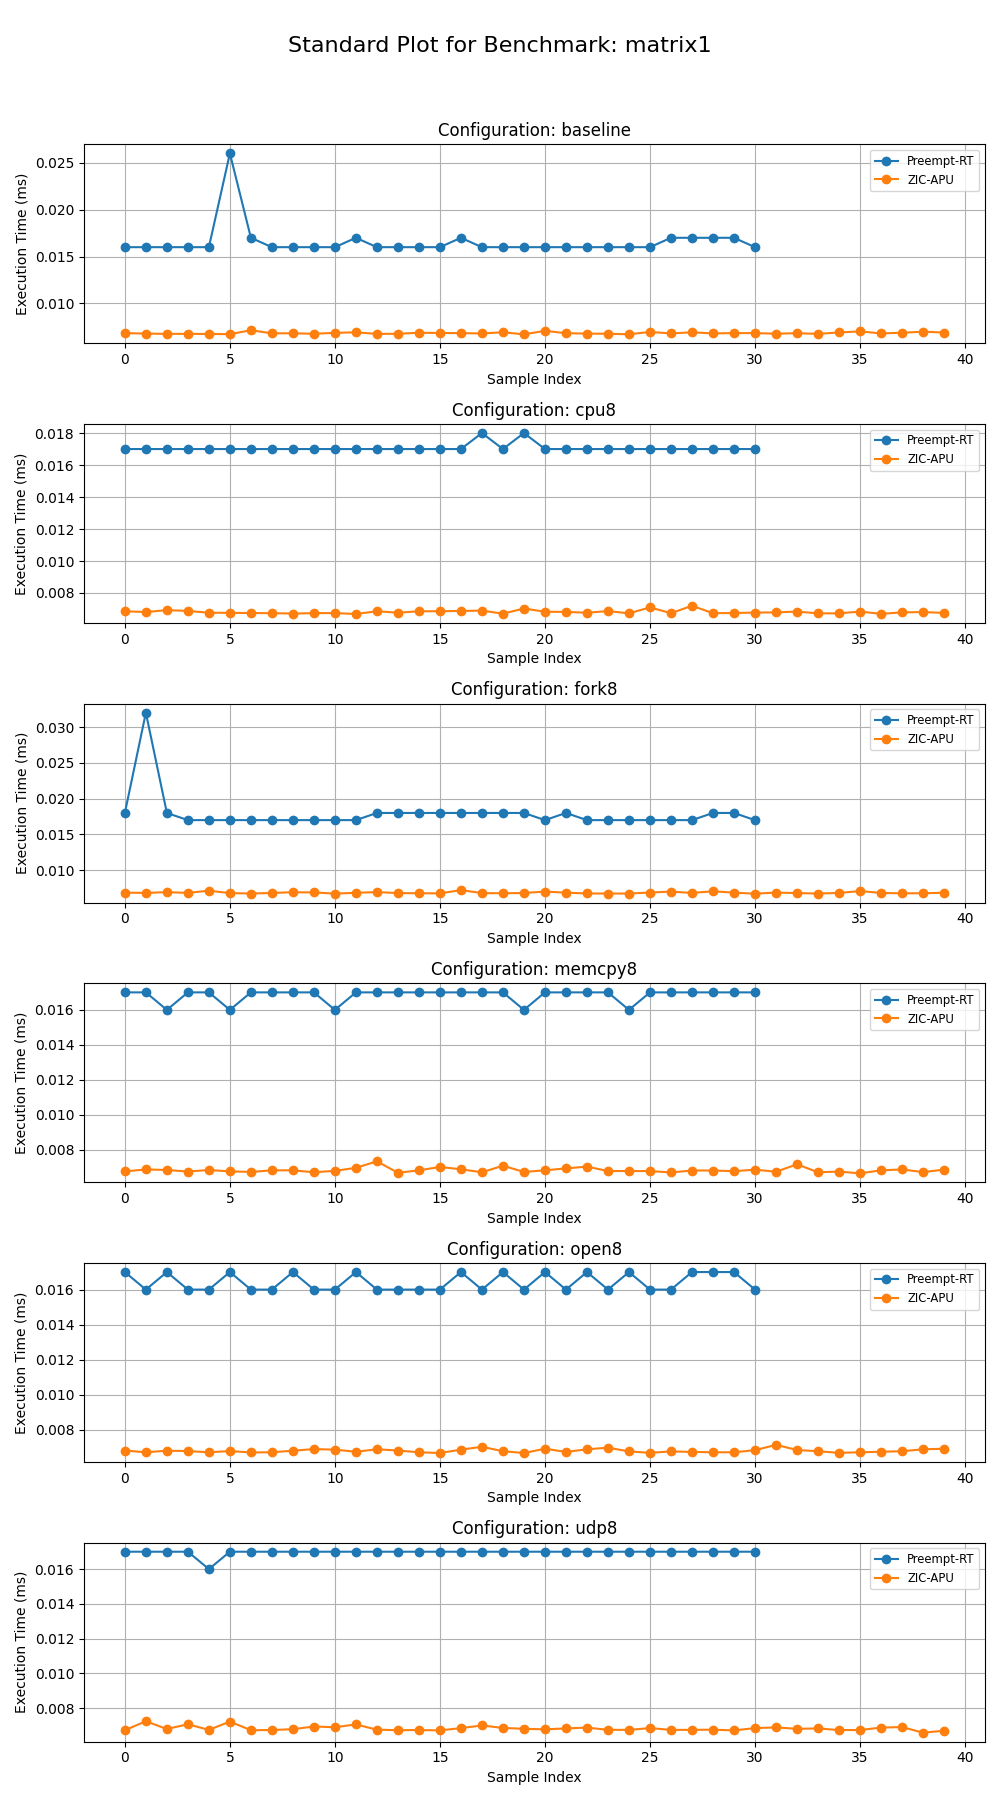 Standard Plot for Benchmark: matrix1
Configuration: baseline
Execution Time (ms)
0.025
0.020
0.015
0.010
Preempt-RT
ZIC-APU
0 5 10 15 20 25 30 35 40
Sample Index
Configuration: cpu8
Execution Time (ms)
0.018
0.016
0.014
0.012
0.010
0.008
Preempt-RT
ZIC-APU
0 5 10 15 20 25 30 35 40
Sample Index
Configuration: fork8
Execution Time (ms)
0.030
0.025
0.020
0.015
0.010
Preempt-RT
ZIC-APU
0 5 10 15 20 25 30 35 40
Sample Index
Configuration: memcpy8
Execution Time (ms)
0.016
0.014
0.012
0.010
0.008
Preempt-RT
ZIC-APU
0 5 10 15 20 25 30 35 40
Sample Index
Configuration: open8
Execution Time (ms)
0.016
0.014
0.012
0.010
0.008
Preempt-RT
ZIC-APU
0 5 10 15 20 25 30 35 40
Sample Index
Configuration: udp8
Execution Time (ms)
0.016
0.014
0.012
0.010
0.008
Preempt-RT
ZIC-APU
0 5 10 15 20 25 30 35 40
Sample Index